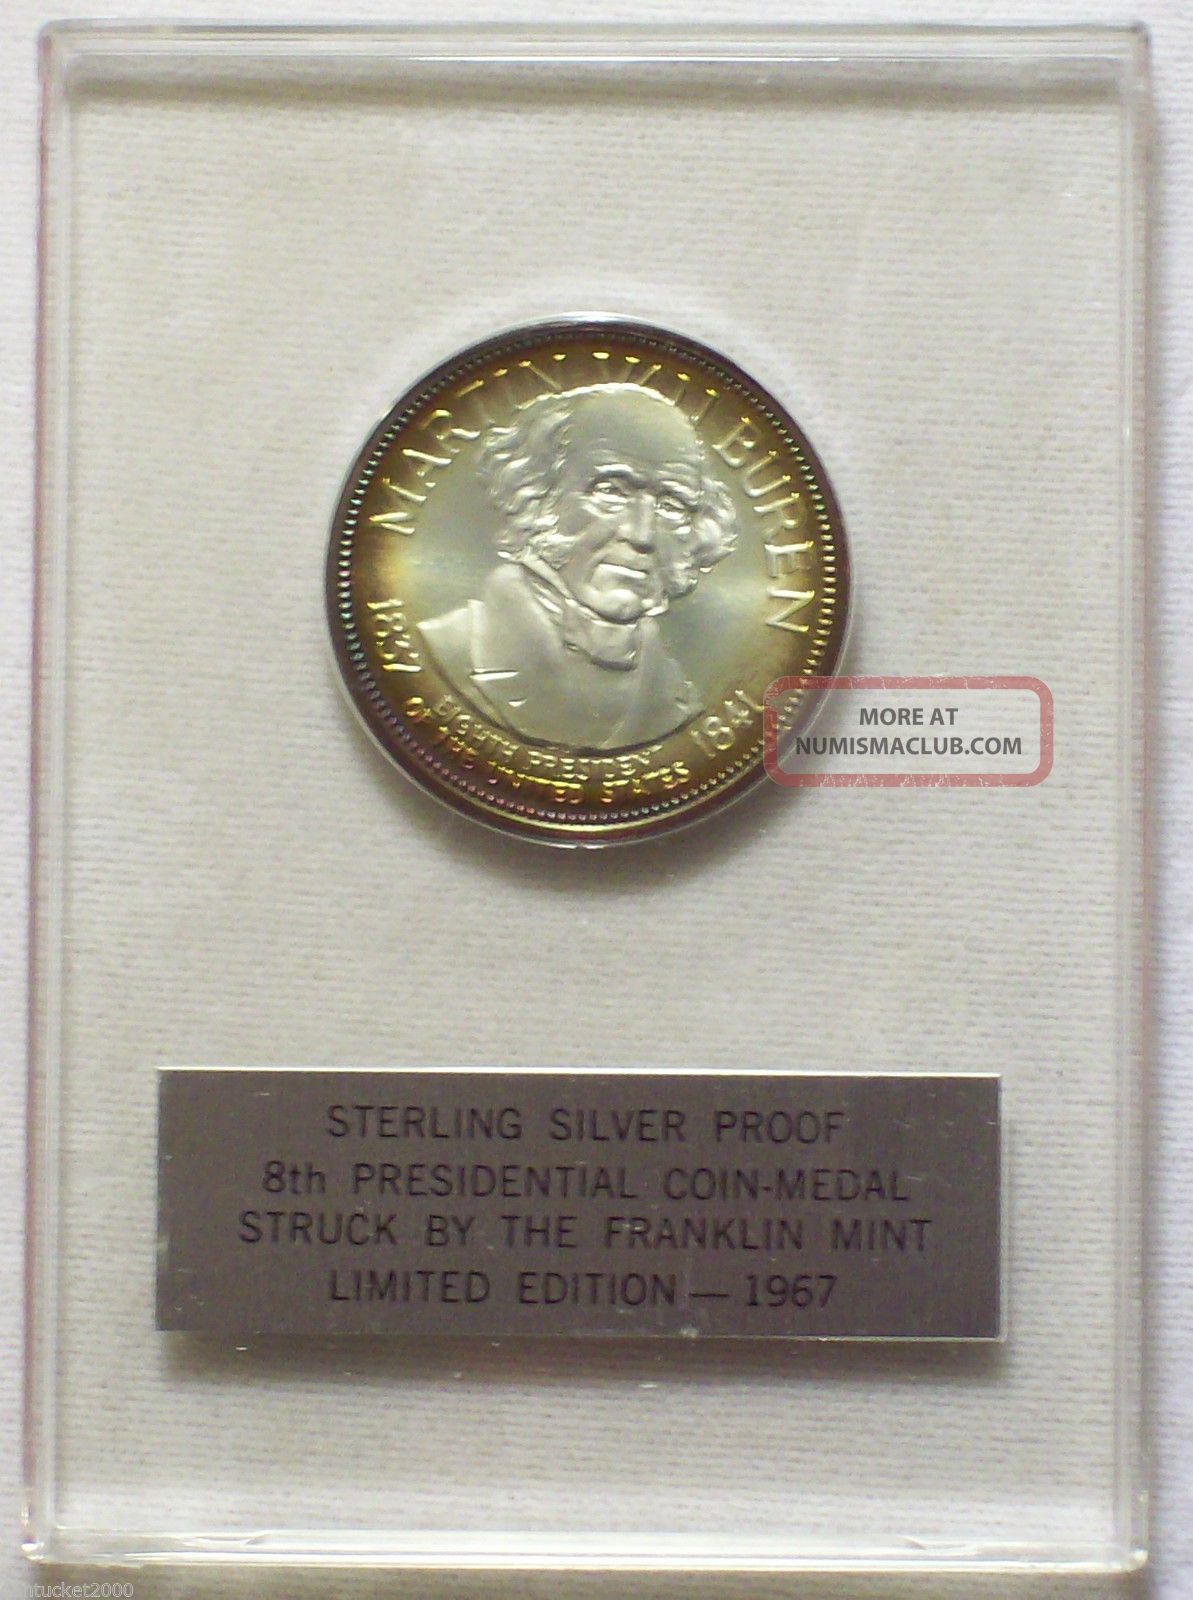 MARTIN VAN BUREN
1837 1841
EIGHTH PRESIDENT
OF THE UNITED STATES
MORE AT
NUMISMACLUB.COM
STERLING SILVER PROOF
8th PRESIDENTIAL COIN-MEDAL
STRUCK BY THE FRANKLIN MINT
LIMITED EDITION — 1967